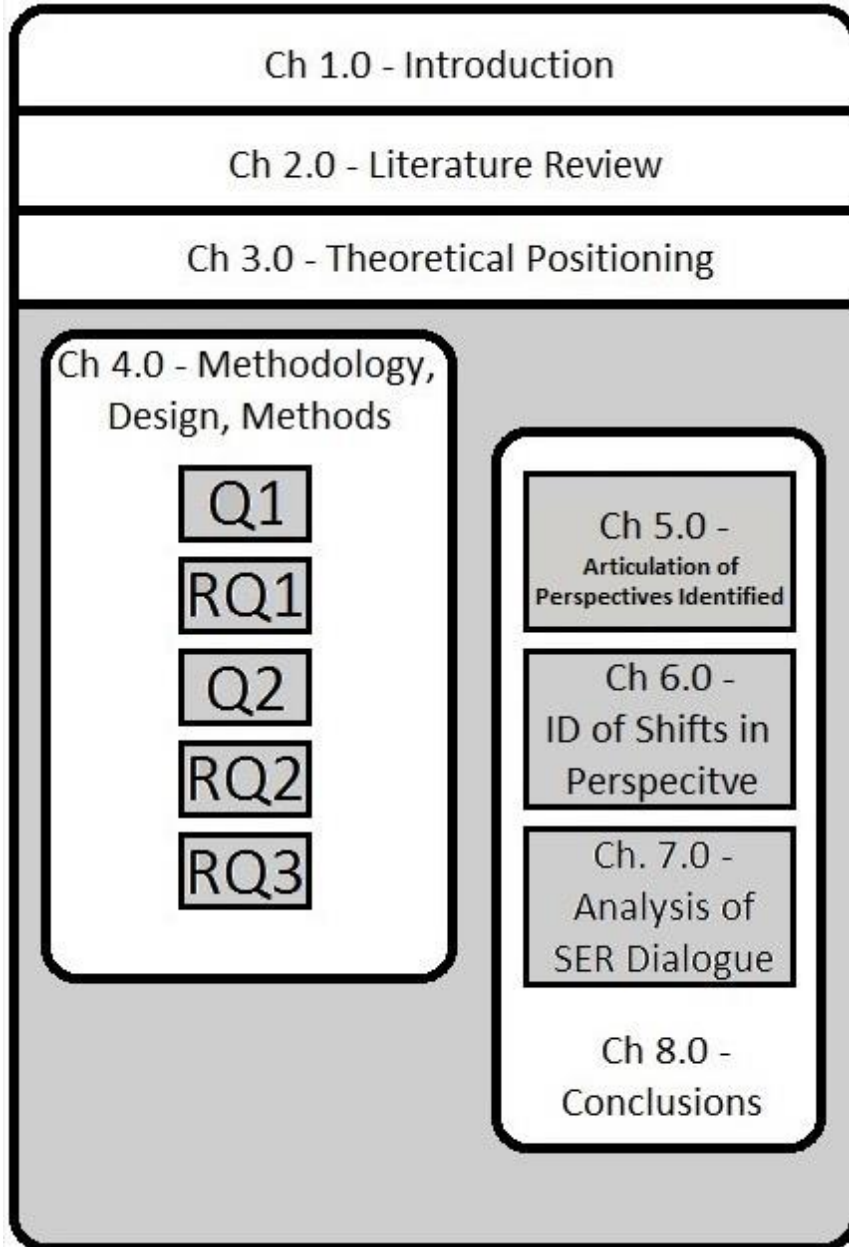 Ch 1.0 - Introduction
Ch 2.0 - Literature Review
Ch 3.0 - Theoretical Positioning
Ch 4.0 - Methodology,
Design, Methods
Q1
RQ1
Q2
RQ2
RQ3
Ch 5.0 -
Articulation of
Perspectives Identified
Ch 6.0 -
ID of Shifts in
Perspecitve
Ch. 7.0 -
Analysis of
SER Dialogue
Ch 8.0 -
Conclusions